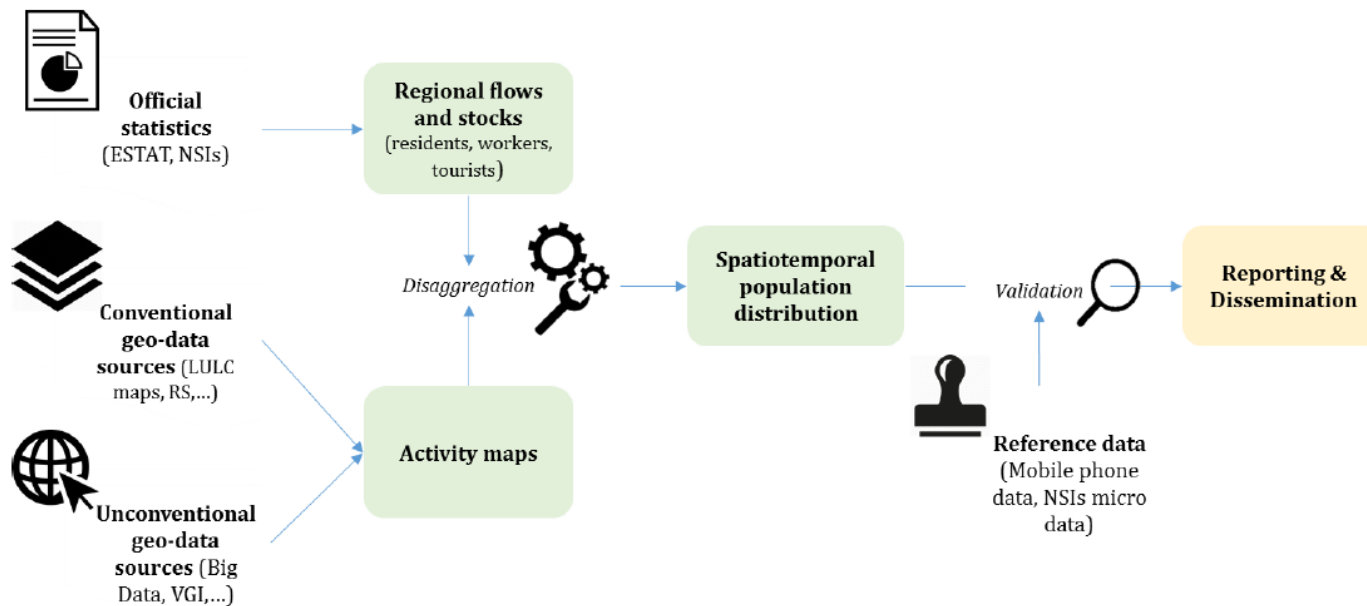 Official
statistics
(ESTAT, NSIs)
Regional flows
and stocks
(residents, workers,
tourists)
Conventional
geo-data
sources (LULC
maps, RS,...)
Unconventional
geo-data
sources (Big
Data, VGI,...)
Activity maps
Disaggregation
Spatiotemporal
population
distribution
Validation
Reference data
(Mobile phone
data, NSIs micro
data)
Reporting &
Dissemination